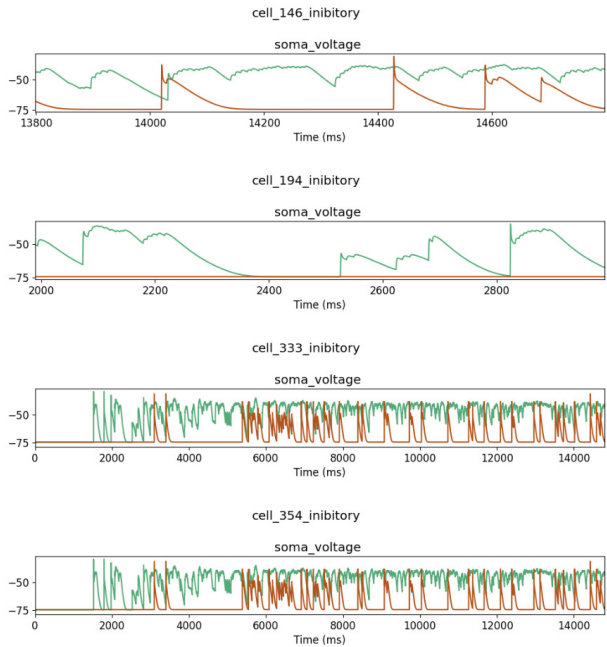 cell_146_inibitory
soma_voltage
−50
−75
13800 14000 14200 14400 14600
Time (ms)
cell_194_inibitory
soma_voltage
−50
−75
2000 2200 2400 2600 2800
Time (ms)
cell_333_inibitory
soma_voltage
−50
−75
0 2000 4000 6000 8000 10000 12000 14000
Time (ms)
cell_354_inibitory
soma_voltage
−50
−75
0 2000 4000 6000 8000 10000 12000 14000
Time (ms)